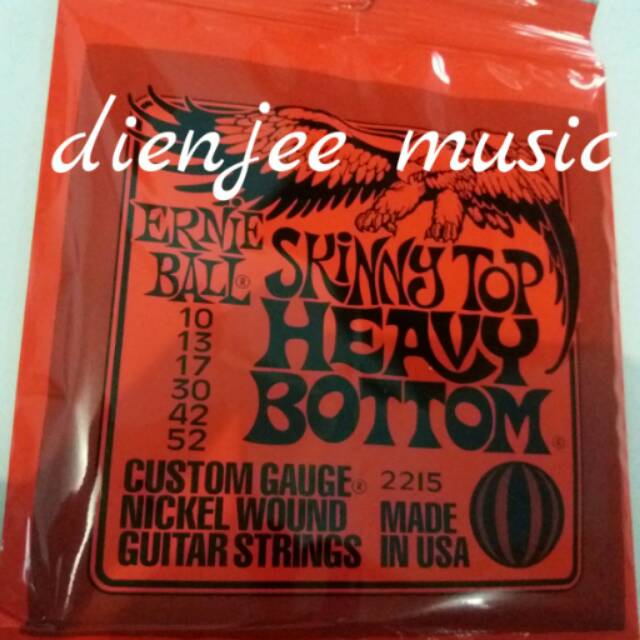 dienjee music
ERNIE
BALL®
SKINNY TOP
HEAVY
BOTTOM
10
13
17
30
42
52
CUSTOM GAUGE®
NICKEL WOUND
GUITAR STRINGS
2215
MADE
IN USA